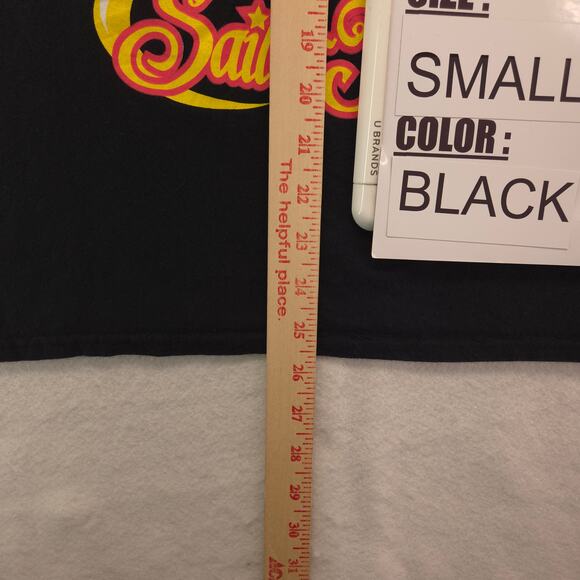 Sail
SIZE :
SMALL
COLOR :
BLACK
U BRANDS
The helpful place.
19
20
21
22
23
24
25
26
27
28
29
30
31